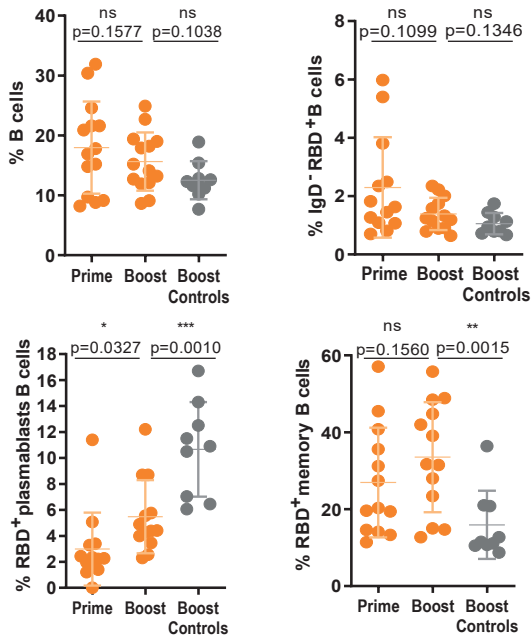 ns ns
p=0.1577 p=0.1038
% B cells
40
30
20
10
0
Prime Boost Boost
Controls
ns ns
p=0.1099 p=0.1346
% IgD⁻ RBD⁺ B cells
8
6
4
2
0
Prime Boost Boost
Controls
* ***
p=0.0327 p=0.0010
% RBD⁺ plasmablasts B cells
18
16
14
12
10
8
6
4
2
0
Prime Boost Boost
Controls
ns **
p=0.1560 p=0.0015
% RBD⁺ memory B cells
60
40
20
0
Prime Boost Boost
Controls